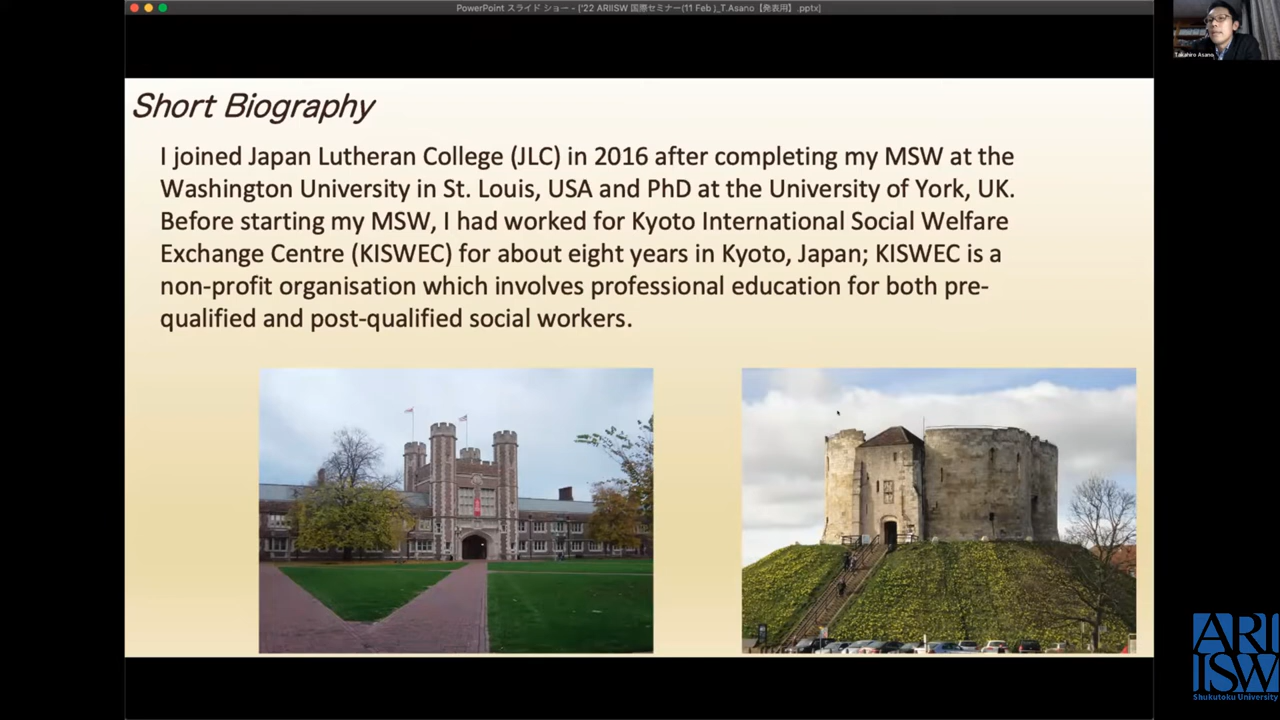 PowerPoint スライド ショー - ['22 ARIISW 国際セミナー(11 Feb )_T.Asano【発表用】.pptx]
Takahiro Asano
Short Biography
I joined Japan Lutheran College (JLC) in 2016 after completing my MSW at the
Washington University in St. Louis, USA and PhD at the University of York, UK.
Before starting my MSW, I had worked for Kyoto International Social Welfare
Exchange Centre (KISWEC) for about eight years in Kyoto, Japan; KISWEC is a
non-profit organisation which involves professional education for both pre-
qualified and post-qualified social workers.
ARI
ISW
Shukutoku University